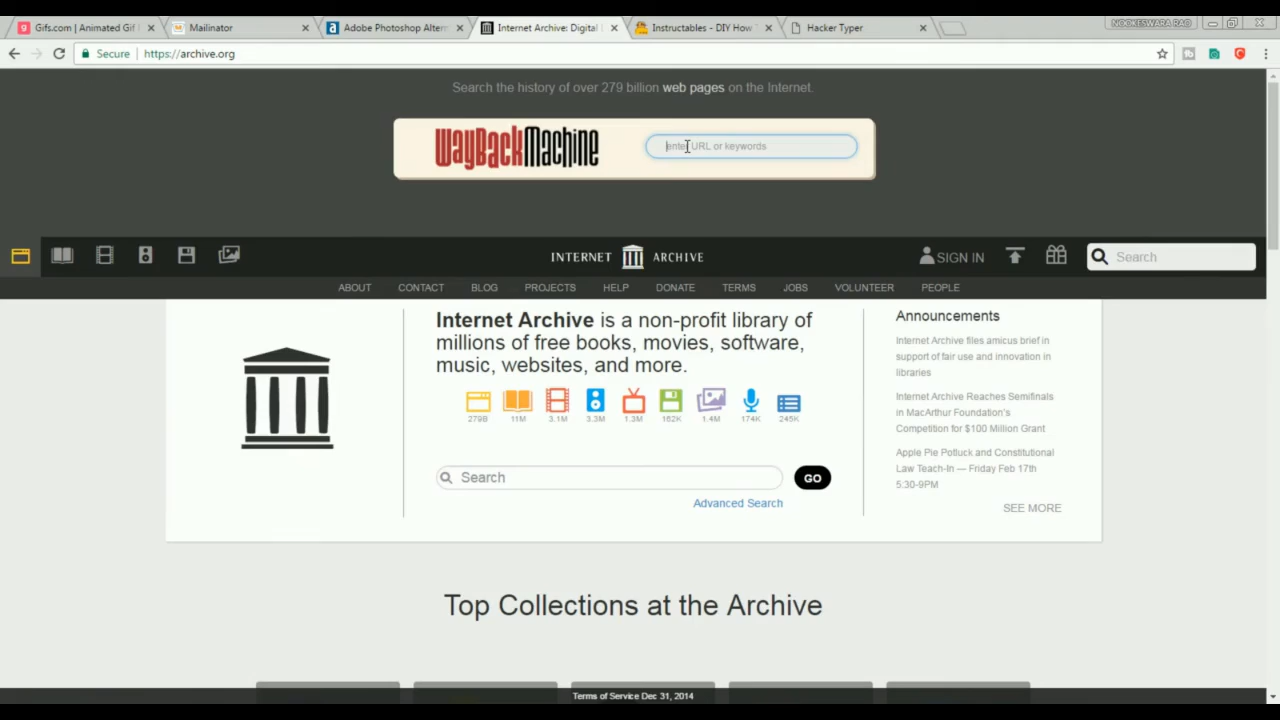 Gifs.com | Animated Gif
Mailinator
Adobe Photoshop Altern
Internet Archive: Digital
Instructables - DIY How
Hacker Typer
NOOKESWARA RAO
Secure
https://archive.org
Search the history of over 279 billion web pages on the Internet.
WayBackMachine
enter URL or keywords
INTERNET ARCHIVE
SIGN IN
Search
ABOUT CONTACT BLOG PROJECTS HELP DONATE TERMS JOBS VOLUNTEER PEOPLE
Internet Archive is a non-profit library of
millions of free books, movies, software,
music, websites, and more.
279B 11M 3.1M 3.3M 1.3M 162K 1.4M 174K 245K
Search
GO
Advanced Search
Announcements
Internet Archive files amicus brief in
support of fair use and innovation in
libraries
Internet Archive Reaches Semifinals
in MacArthur Foundation's
Competition for $100 Million Grant
Apple Pie Potluck and Constitutional
Law Teach-In — Friday Feb 17th
5:30-9PM
SEE MORE
Top Collections at the Archive
Terms of Service Dec 31, 2014